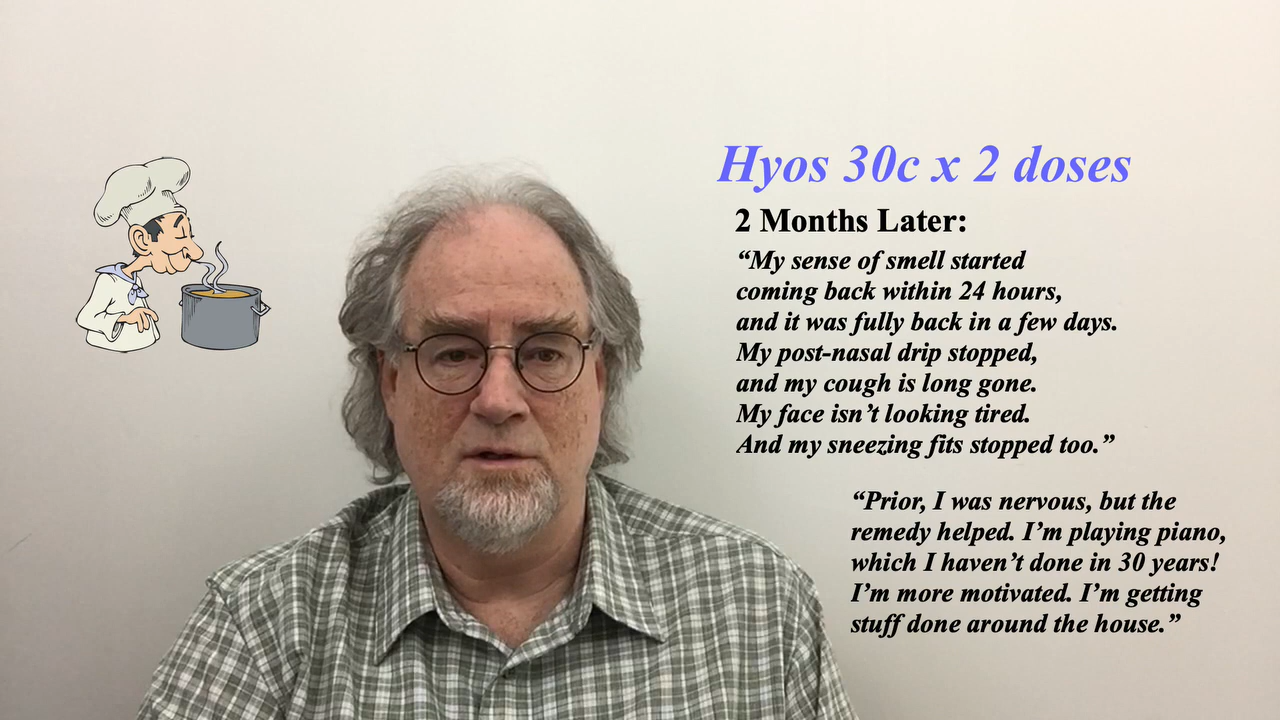 Hyos 30c x 2 doses
2 Months Later:
“My sense of smell started
coming back within 24 hours,
and it was fully back in a few days.
My post-nasal drip stopped,
and my cough is long gone.
My face isn’t looking tired.
And my sneezing fits stopped too.”
“Prior, I was nervous, but the
remedy helped. I’m playing piano,
which I haven’t done in 30 years!
I’m more motivated. I’m getting
stuff done around the house.”